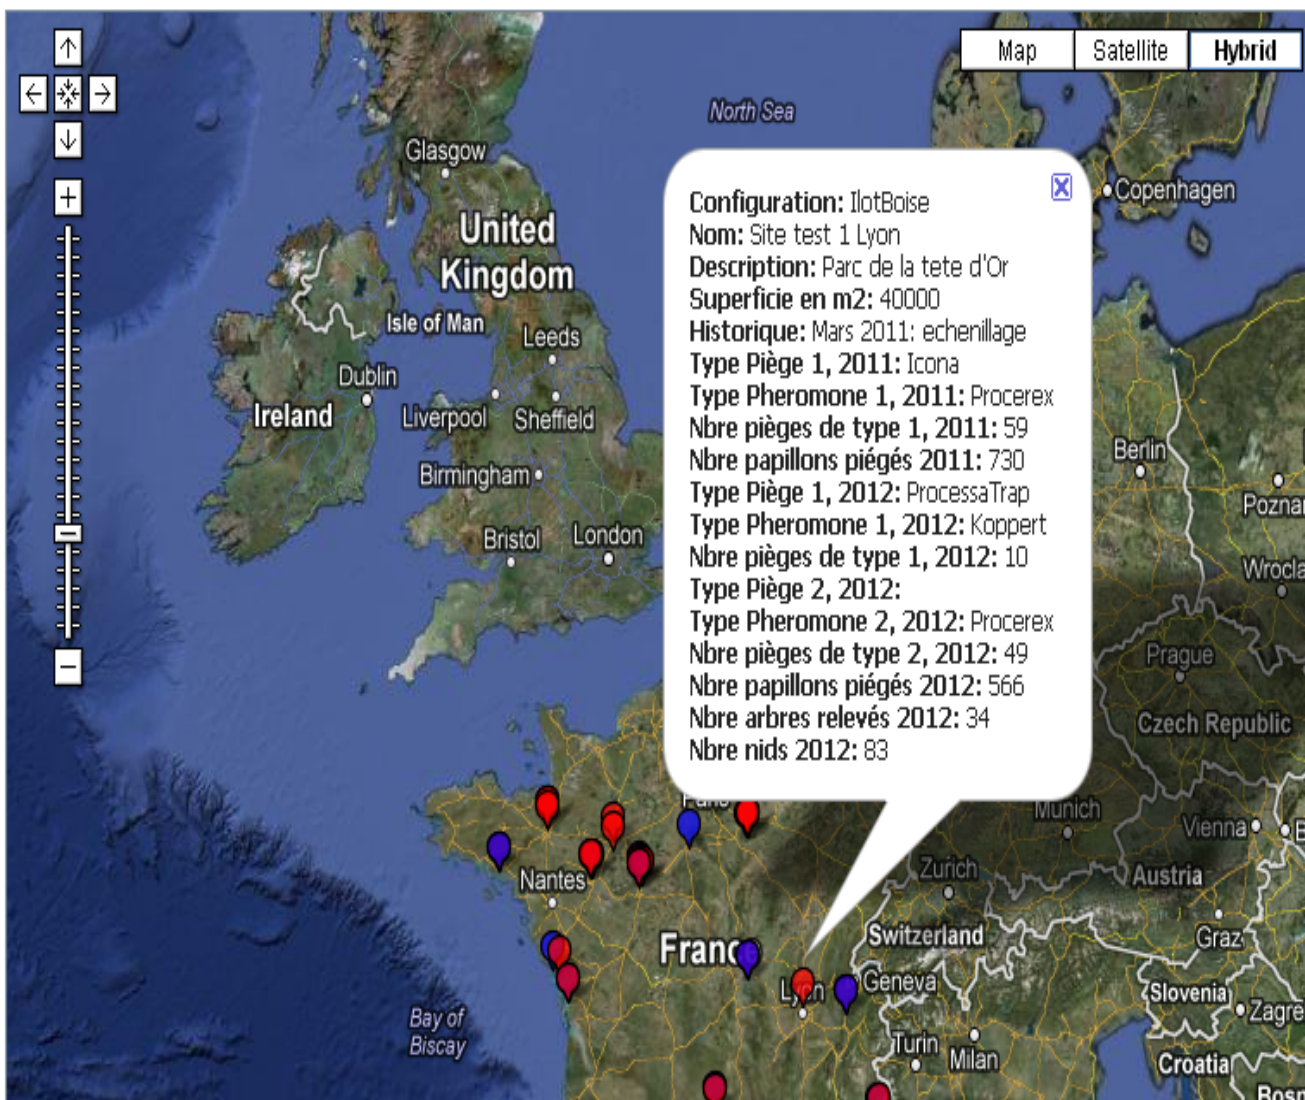 Map
Satellite
Hybrid
North Sea
Glasgow
Copenhagen
United
Kingdom
Isle of Man
Leeds
Dublin
Ireland
Liverpool
Sheffield
Birmingham
Berlin
Bristol
London
Configuration: IlotBoise
Nom: Site test 1 Lyon
Description: Parc de la tete d'Or
Superficie en m2: 40000
Historique: Mars 2011: echenillage
Type Piège 1, 2011: Icona
Type Pheromone 1, 2011: Procerex
Nbre pièges de type 1, 2011: 59
Nbre papillons piégés 2011: 730
Type Piège 1, 2012: ProcessaTrap
Type Pheromone 1, 2012: Koppert
Nbre pièges de type 1, 2012: 10
Type Piège 2, 2012:
Type Pheromone 2, 2012: Procerex
Nbre pièges de type 2, 2012: 49
Nbre papillons piégés 2012: 566
Nbre arbres relevés 2012: 34
Nbre nids 2012: 83
Poznar
Wrocla
Prague
Czech Republic
Paris
Munich
Vienna
Nantes
Zurich
Austria
France
Switzerland
Graz
Lyon
Geneva
Slovenia
Zagre
Bay of
Biscay
Turin
Milan
Croatia
Bosn